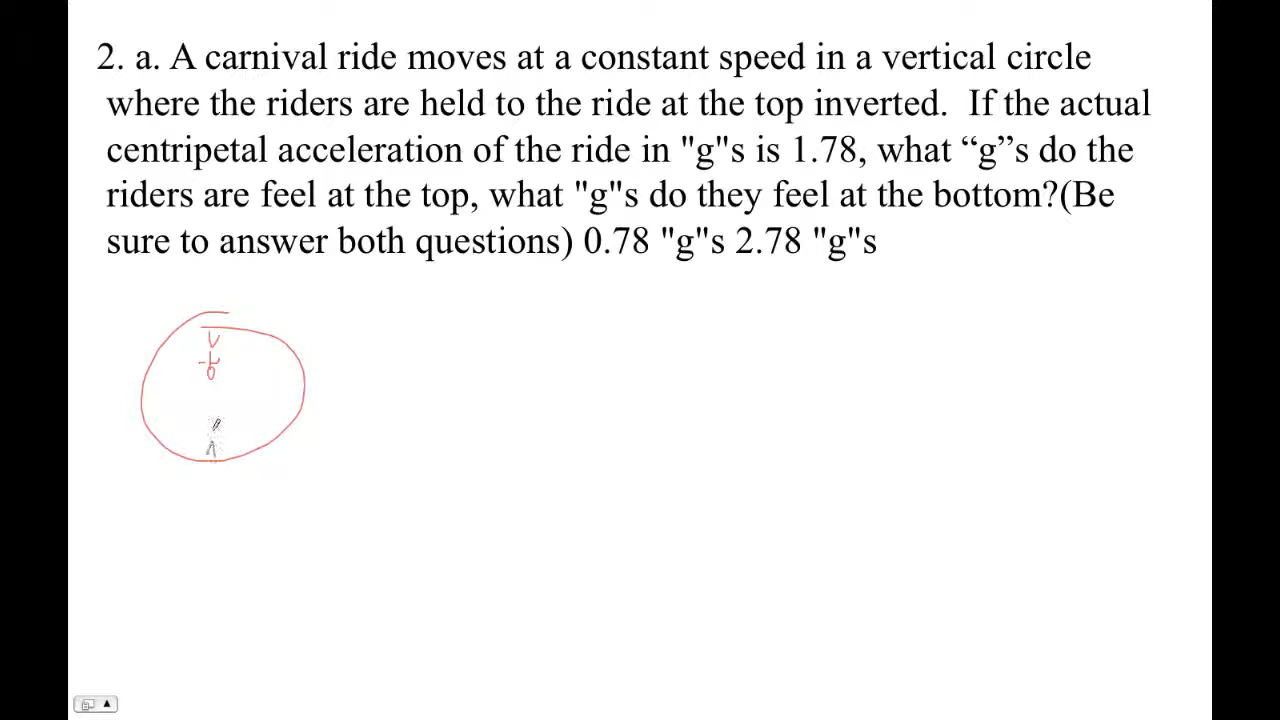 2. a. A carnival ride moves at a constant speed in a vertical circle
where the riders are held to the ride at the top inverted.  If the actual
centripetal acceleration of the ride in "g"s is 1.78, what “g”s do the
riders are feel at the top, what "g"s do they feel at the bottom?(Be
sure to answer both questions) 0.78 "g"s 2.78 "g"s